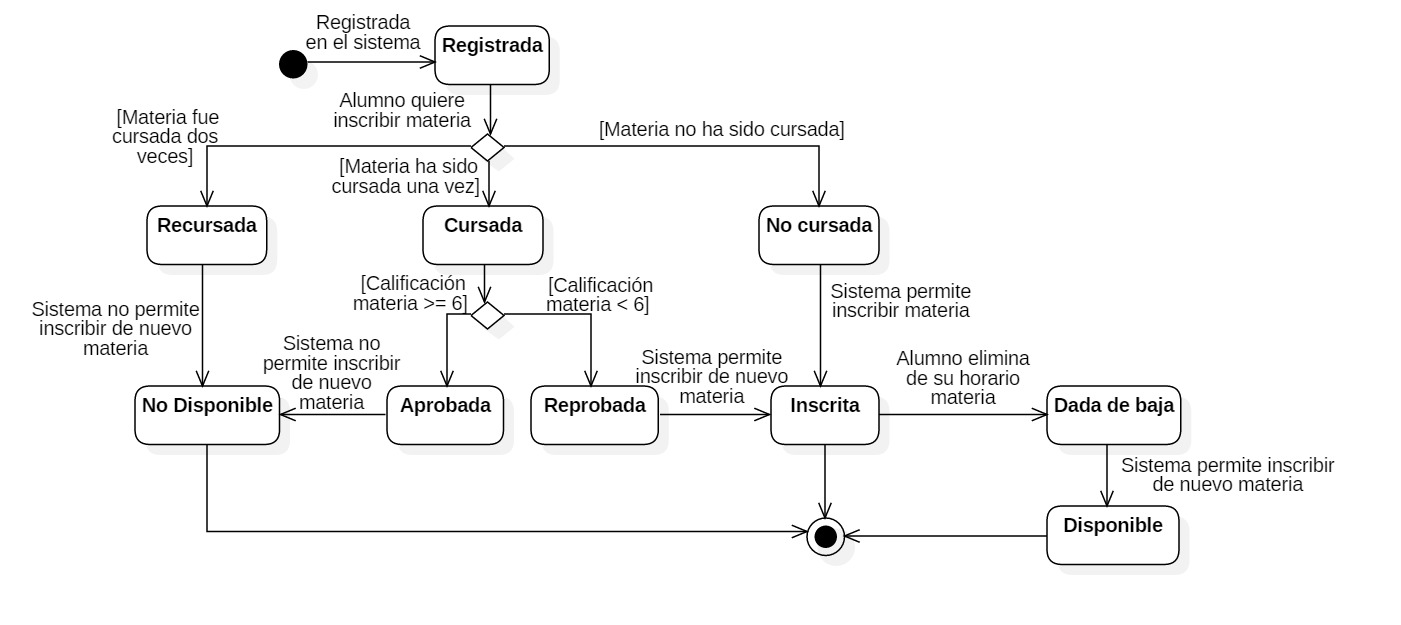 Registrada
en el sistema
Registrada
Alumno quiere
inscribir materia
[Materia fue
cursada dos
veces]
[Materia no ha sido cursada]
[Materia ha sido
cursada una vez]
Recursada
Cursada
No cursada
[Calificación
materia >= 6]
[Calificación
materia < 6]
Sistema permite
inscribir materia
Sistema no permite
inscribir de nuevo
materia
Sistema no
permite inscribir
de nuevo
materia
Sistema permite
inscribir de nuevo
materia
Alumno elimina
de su horario
materia
No Disponible
Aprobada
Reprobada
Inscrita
Dada de baja
Sistema permite inscribir
de nuevo materia
Disponible